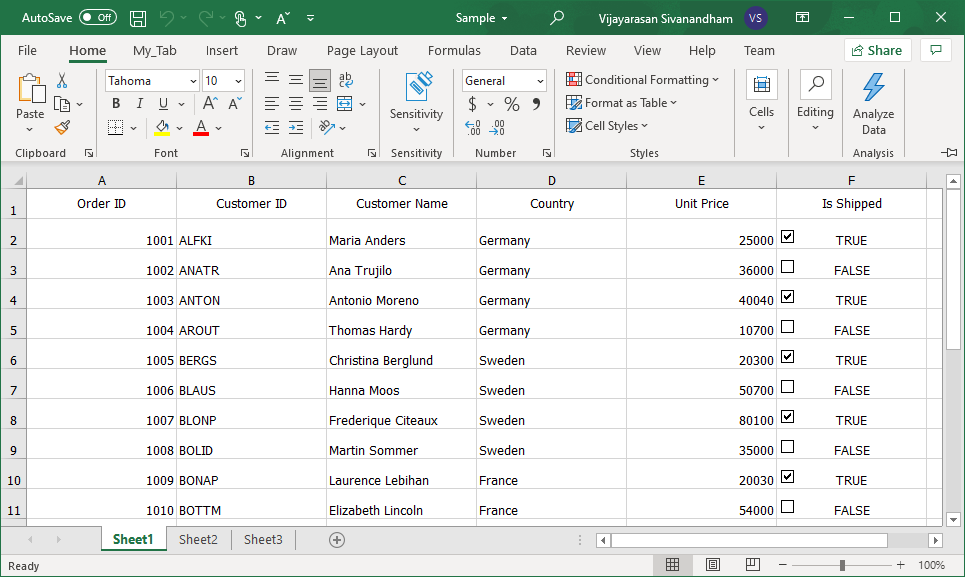 AutoSave Off Sample Vijayarasan Sivanandham VS
File Home My_Tab Insert Draw Page Layout Formulas Data Review View Help Team Share
Paste
Tahoma 10
B I U A A
A
ab
Sensitivity
General
$ % 9
.00 .00
Conditional Formatting
Format as Table
Cell Styles
Cells
Editing
Analyze
Data
Clipboard Font Alignment Sensitivity Number Styles Analysis
A B C D E F
1 Order ID Customer ID Customer Name Country Unit Price Is Shipped
2 1001 ALFKI Maria Anders Germany 25000 TRUE
3 1002 ANATR Ana Trujilo Germany 36000 FALSE
4 1003 ANTON Antonio Moreno Germany 40040 TRUE
5 1004 AROUT Thomas Hardy Germany 10700 FALSE
6 1005 BERGS Christina Berglund Sweden 20300 TRUE
7 1006 BLAUS Hanna Moos Sweden 50700 FALSE
8 1007 BLONP Frederique Citeaux Sweden 80100 TRUE
9 1008 BOLID Martin Sommer Sweden 35000 FALSE
10 1009 BONAP Laurence Lebihan France 20030 TRUE
11 1010 BOTTM Elizabeth Lincoln France 54000 FALSE
Sheet1 Sheet2 Sheet3
Ready 100%